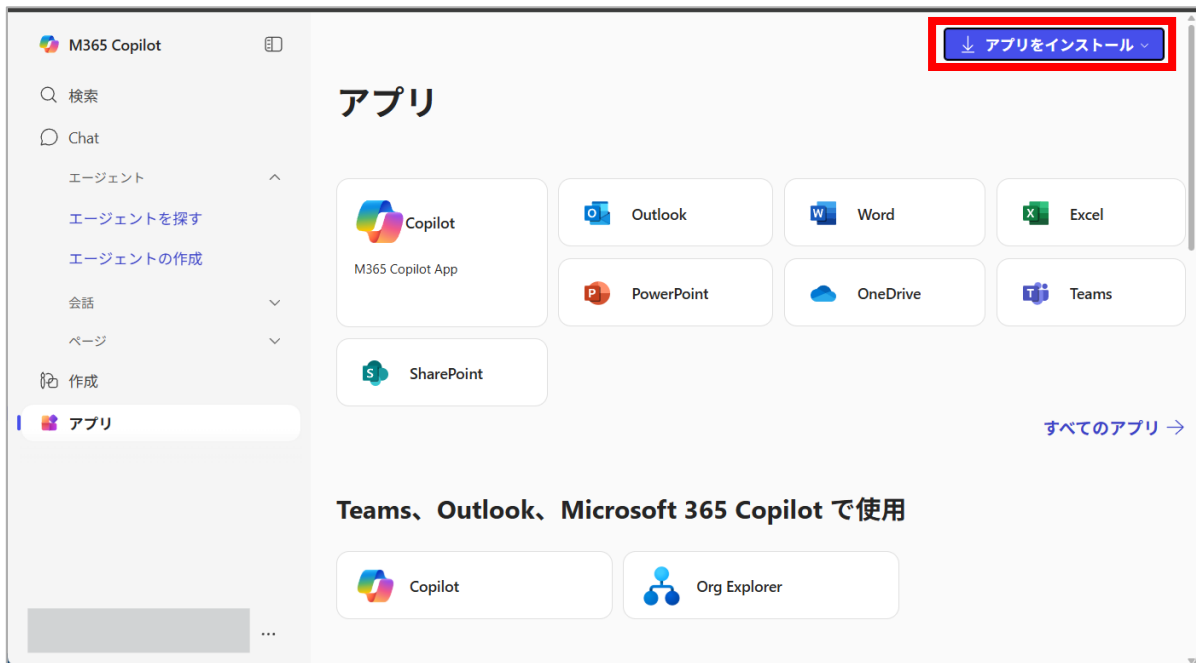 M365 Copilot
検索
Chat
エージェント
エージェントを探す
エージェントの作成
会話
ページ
作成
アプリ
アプリをインストール
アプリ
Copilot
M365 Copilot App
Outlook
Word
Excel
PowerPoint
OneDrive
Teams
SharePoint
すべてのアプリ
Teams、Outlook、Microsoft 365 Copilot で使用
Copilot
Org Explorer